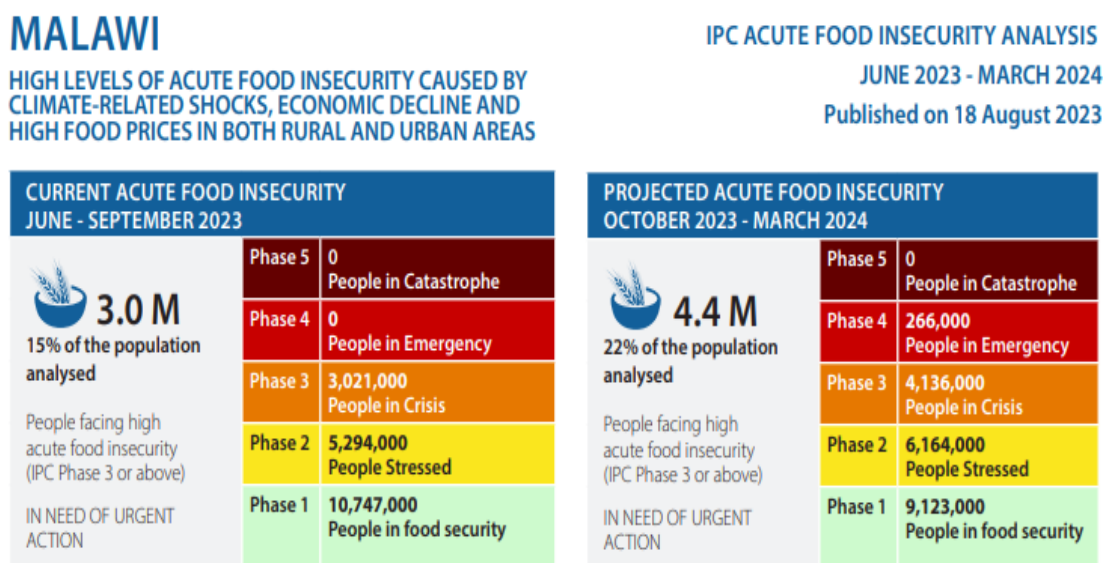 MALAWI
HIGH LEVELS OF ACUTE FOOD INSECURITY CAUSED BY
CLIMATE-RELATED SHOCKS, ECONOMIC DECLINE AND
HIGH FOOD PRICES IN BOTH RURAL AND URBAN AREAS
IPC ACUTE FOOD INSECURITY ANALYSIS
JUNE 2023 - MARCH 2024
Published on 18 August 2023
CURRENT ACUTE FOOD INSECURITY
JUNE - SEPTEMBER 2023
3.0 M
15% of the population
analysed
People facing high
acute food insecurity
(IPC Phase 3 or above)
IN NEED OF URGENT
ACTION
Phase 5 0
People in Catastrophe
Phase 4 0
People in Emergency
Phase 3 3,021,000
People in Crisis
Phase 2 5,294,000
People Stressed
Phase 1 10,747,000
People in food security
PROJECTED ACUTE FOOD INSECURITY
OCTOBER 2023 - MARCH 2024
4.4 M
22% of the population
analysed
People facing high
acute food insecurity
(IPC Phase 3 or above)
IN NEED OF URGENT
ACTION
Phase 5 0
People in Catastrophe
Phase 4 266,000
People in Emergency
Phase 3 4,136,000
People in Crisis
Phase 2 6,164,000
People Stressed
Phase 1 9,123,000
People in food security